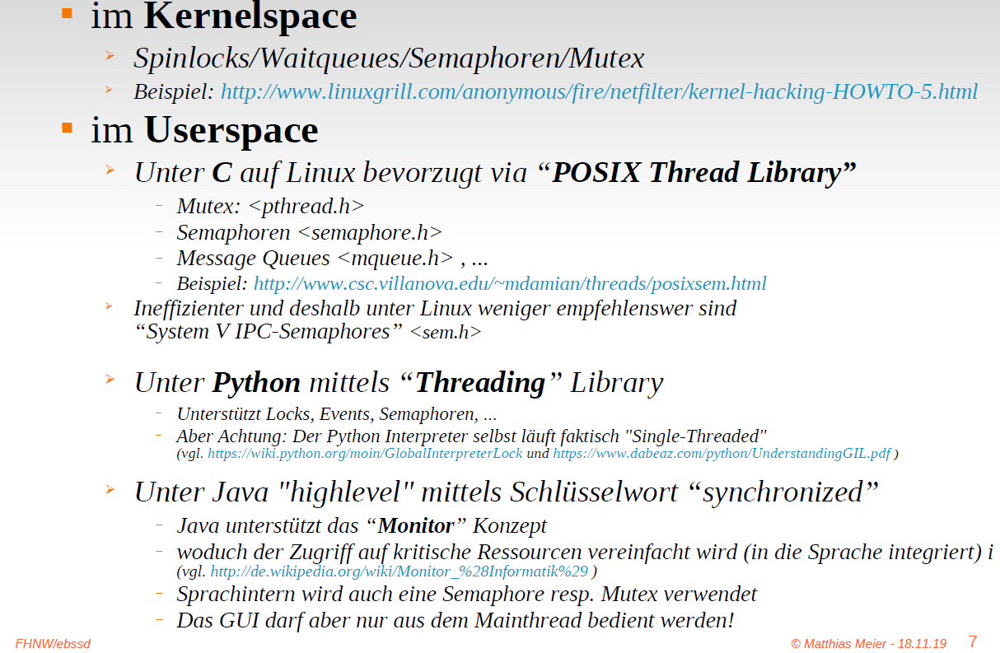 im Kernelspace
Spinlocks/Waitqueues/Semaphoren/Mutex
Beispiel: http://www.linuxgrill.com/anonymous/fire/netfilter/kernel-hacking-HOWTO-5.html
im Userspace
Unter C auf Linux bevorzugt via “POSIX Thread Library”
– Mutex: <pthread.h>
– Semaphoren <semaphore.h>
– Message Queues <mqueue.h> , ...
– Beispiel: http://www.csc.villanova.edu/~mdamian/threads/posixsem.html
Ineffizienter und deshalb unter Linux weniger empfehlenswer sind
“System V IPC-Semaphores” <sem.h>
Unter Python mittels “Threading” Library
– Unterstützt Locks, Events, Semaphoren, ...
– Aber Achtung: Der Python Interpreter selbst läuft faktisch "Single-Threaded"
(vgl. https://wiki.python.org/moin/GlobalInterpreterLock und https://www.dabeaz.com/python/UnderstandingGIL.pdf )
Unter Java "highlevel" mittels Schlüsselwort “synchronized”
– Java unterstützt das “Monitor” Konzept
– woduch der Zugriff auf kritische Ressourcen vereinfacht wird (in die Sprache integriert) i
(vgl. http://de.wikipedia.org/wiki/Monitor_%28Informatik%29 )
– Sprachintern wird auch eine Semaphore resp. Mutex verwendet
– Das GUI darf aber nur aus dem Mainthread bedient werden!
FHNW/ebssd
© Matthias Meier - 18.11.19 7